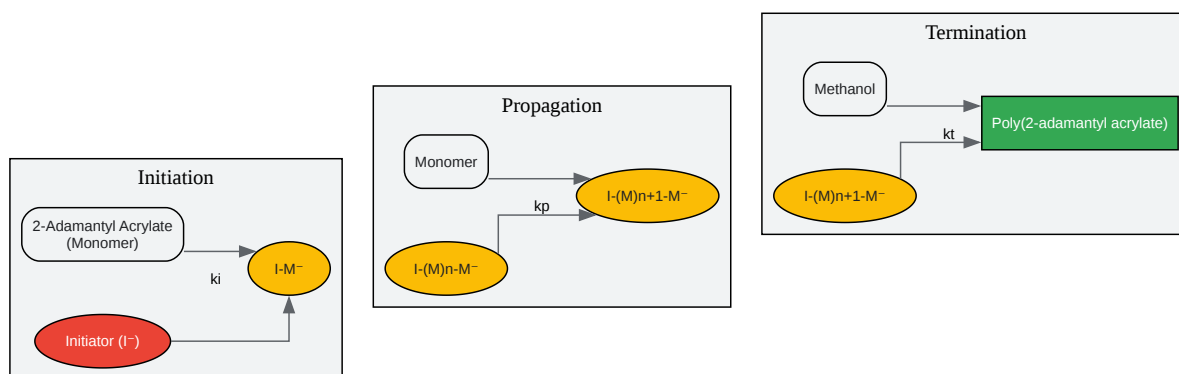 Initiation
2-Adamantyl Acrylate
(Monomer)
I-M⁻
ki
Initiator (I⁻)
Propagation
Monomer
I-(M)n+1-M⁻
kp
I-(M)n-M⁻
Termination
Methanol
Poly(2-adamantyl acrylate)
kt
I-(M)n+1-M⁻